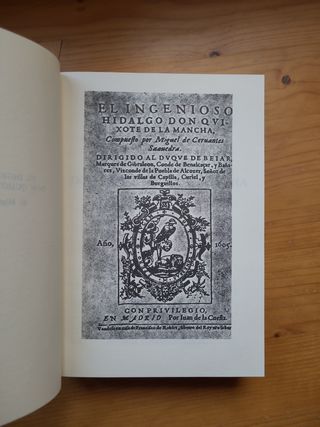 EL INGENIOSO
HIDALGO DON QVI
XOTE DE LA MANCHA,
Compuesto por Miguel de Ceruantes
Saauedra.
DIRIGIDO AL DVQVE DE BEIAR,
Marques de Gibraleon, Conde de Benalcaçar, y Baña-
res, Vizconde de la Puebla de Alcozer, Señor de
las villas de Capilla, Curiel, y
Burguillos.
Año, 1605.
CON PRIVILEGIO,
EN MADRID Por Iuan de la Cuesta.
Vendese en casa de Francisco de Robles, librero del Rey nro señor